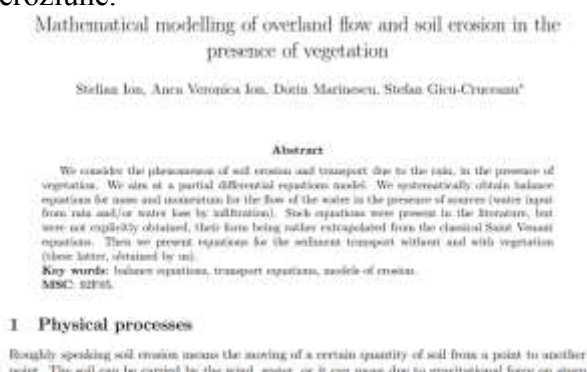 eroziune.
Mathematical modelling of overland flow and soil erosion in the
presence of vegetation
Stelian Ion, Anca Veronica Ion, Dorin Marinescu, Stefan Gicu-Cruceanu*
Abstract
We consider the phenomenon of soil erosion and transport due to the rain, in the presence of
vegetation. We aim at a partial differential equations model. We systematically obtain balance
equations for mass and momentum for the flow of the water in the presence of sources (water input
from rain and/or water loss by infiltration). Such equations were present in the literature, but
were not explicitly obtained, their form being rather extrapolated from the classical Saint Venant
equations. Then we present equations for the sediment transport without and with vegetation
(these latter, obtained by us).
Key words: balance equations, transport equations, models of erosion.
MSC:
1 Physical processes
Roughly speaking soil erosion means the moving of a certain quantity of soil from a point to another
point. The soil can be carried by the wind, water, or it can move due to gravitational force on